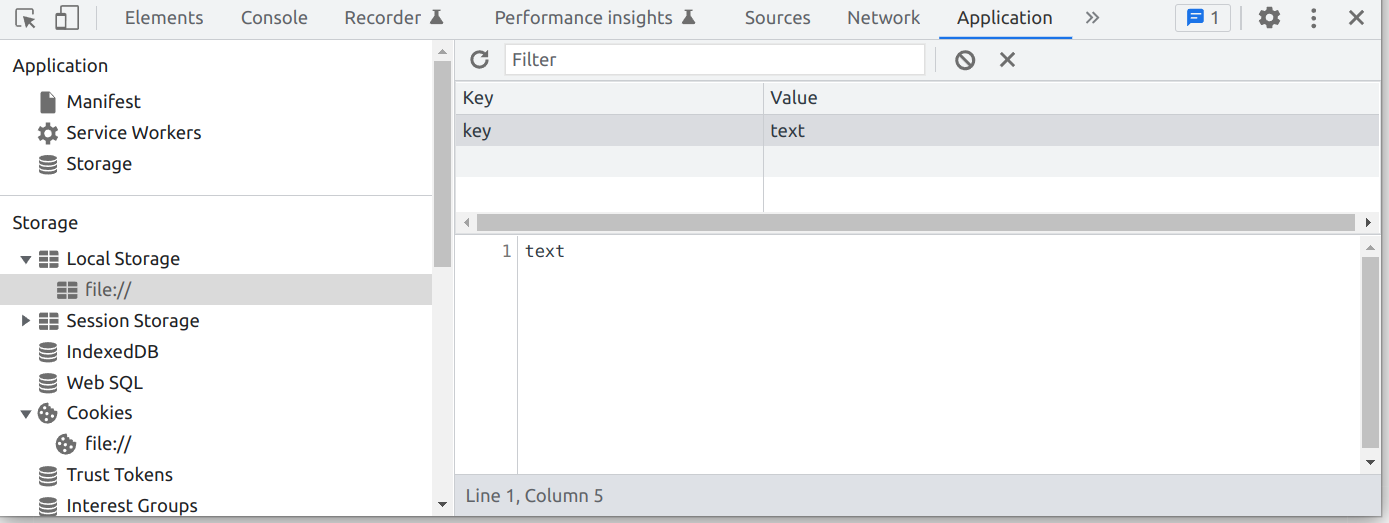 Elements Console Recorder Performance insights Sources Network Application 1
Application
Manifest
Service Workers
Storage
Storage
Local Storage
file://
Session Storage
IndexedDB
Web SQL
Cookies
file://
Trust Tokens
Interest Groups
Filter
Key Value
key text
1 text
Line 1, Column 5